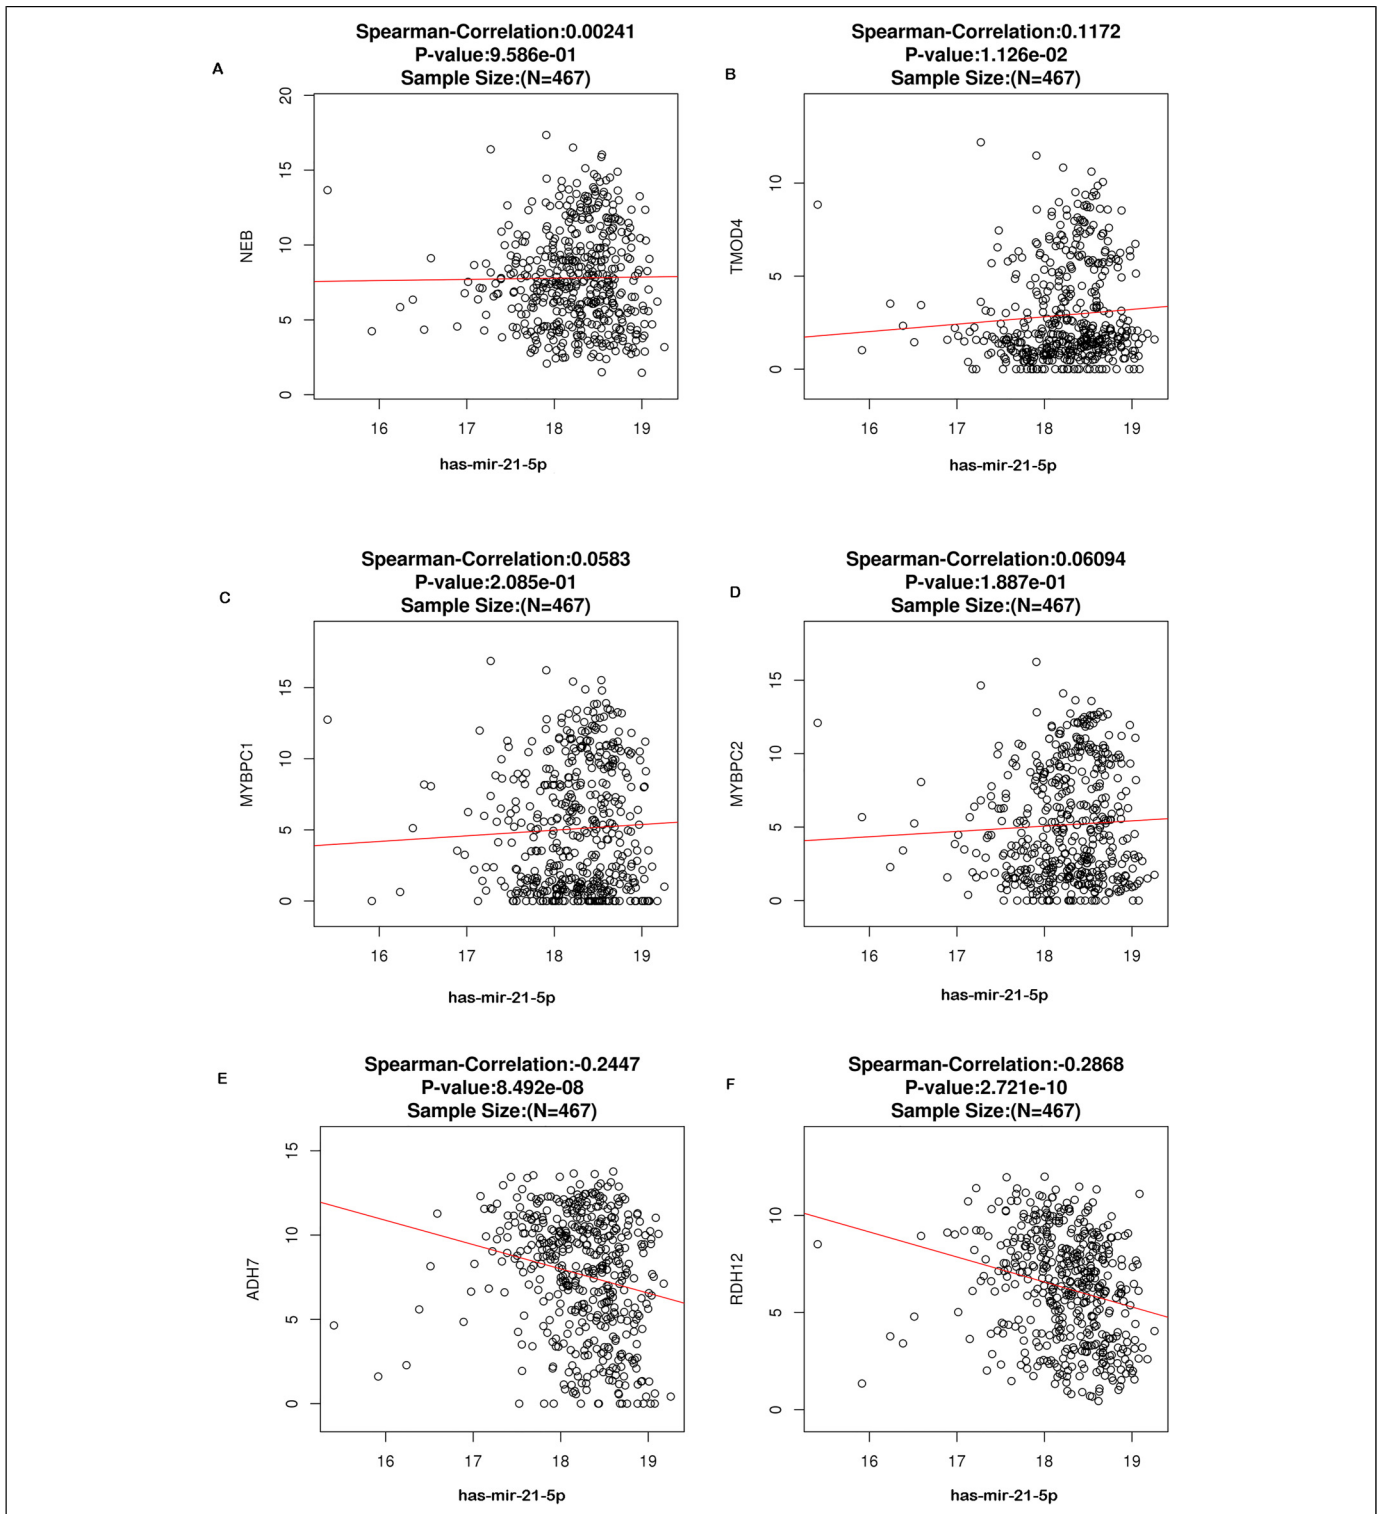 Spearman-Correlation:0.00241
P-value:9.586e-01
Sample Size:(N=467)
A
20
15
10
5
0
NEB
16 17 18 19
has-mir-21-5p
Spearman-Correlation:0.1172
P-value:1.126e-02
Sample Size:(N=467)
B
10
5
0
TMOD4
16 17 18 19
has-mir-21-5p
Spearman-Correlation:0.0583
P-value:2.085e-01
Sample Size:(N=467)
C
15
10
5
0
MYBPC1
16 17 18 19
has-mir-21-5p
Spearman-Correlation:0.06094
P-value:1.887e-01
Sample Size:(N=467)
D
15
10
5
0
MYBPC2
16 17 18 19
has-mir-21-5p
Spearman-Correlation:-0.2447
P-value:8.492e-08
Sample Size:(N=467)
E
15
10
5
0
ADH7
16 17 18 19
has-mir-21-5p
Spearman-Correlation:-0.2868
P-value:2.721e-10
Sample Size:(N=467)
F
10
5
0
RDH12
16 17 18 19
has-mir-21-5p